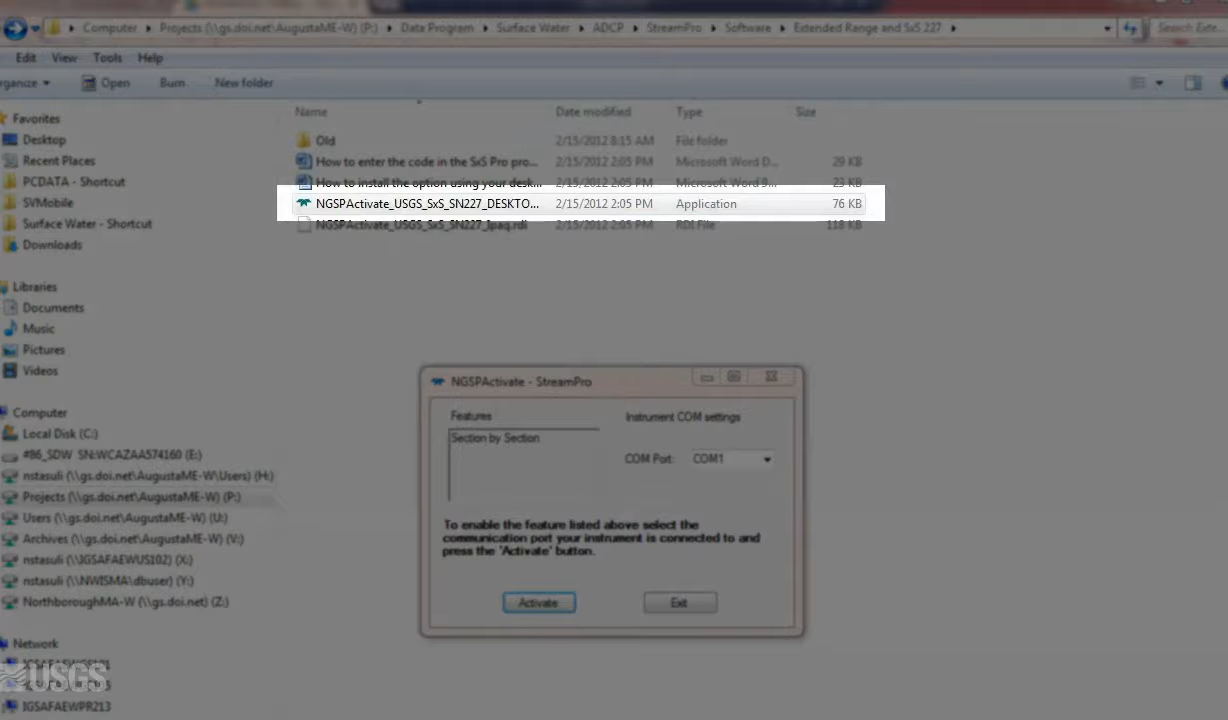 Computer Projects (\\gs.doi.net\AugustaME-W) (P:) Data Program Surface Water ADCP StreamPro Software Extended Range and SxS 227 Search Exte...
Edit View Tools Help
rganize Open Burn New folder
Name Date modified Type Size
Favorites
Desktop
Recent Places
PCDATA - Shortcut
SVMobile
Surface Water - Shortcut
Downloads
Libraries
Documents
Music
Pictures
Videos
Computer
Local Disk (C:)
#86_SDW SN:WCAZAA574160 (E:)
nstasuli (\\gs.doi.net\AugustaME-W\Users) (H:)
Projects (\\gs.doi.net\AugustaME-W) (P:)
Users (\\gs.doi.net\AugustaME-W) (U:)
Archives (\\gs.doi.net\AugustaME-W) (V:)
nstasuli (\\IGSAFAEWUS102) (X:)
nstasuli (\\NWISMA\dbuser) (Y:)
NorthboroughMA-W (\\gs.doi.net) (Z:)
Network
IGSAFAEWPR213
Old 2/15/2012 8:15 AM File folder
How to enter the code in the SxS Pro pro... 2/15/2012 2:05 PM Microsoft Word D... 29 KB
How to install the option using your desk... 2/15/2012 2:05 PM Microsoft Word 9... 23 KB
NGSPActivate_USGS_SxS_SN227_DESKTO... 2/15/2012 2:05 PM Application 76 KB
NGSPActivate_USGS_SxS_SN227_Ipaq.rdi 2/15/2012 2:05 PM RDI File 118 KB
NGSPActivate - StreamPro
Features
Section by Section
Instrument COM settings
COM Port: COM1
To enable the feature listed above select the
communication port your instrument is connected to and
press the 'Activate' button.
Activate Exit
USGS